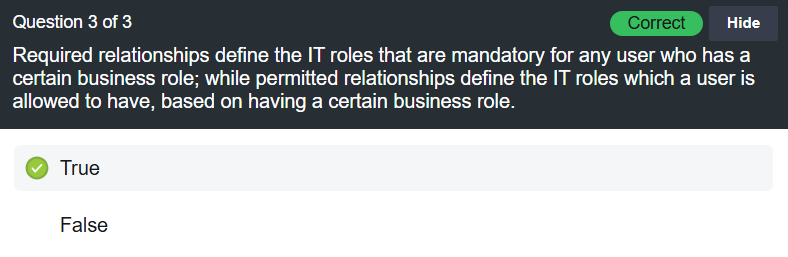 Question 3 of 3
Correct
Hide
Required relationships define the IT roles that are mandatory for any user who has a
certain business role; while permitted relationships define the IT roles which a user is
allowed to have, based on having a certain business role.
True
False